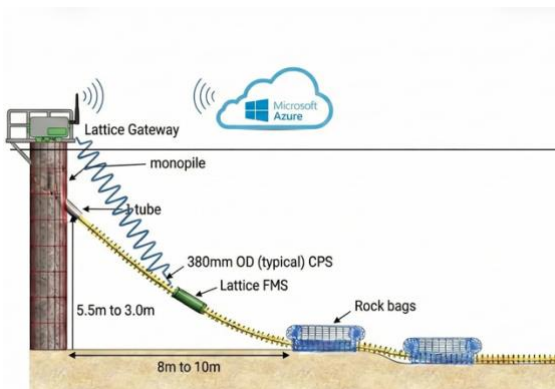 Microsoft
Azure
Lattice Gateway
monopile
J tube
380mm OD (typical) CPS
Lattice FMS
Rock bags
5.5m to 3.0m
8m to 10m